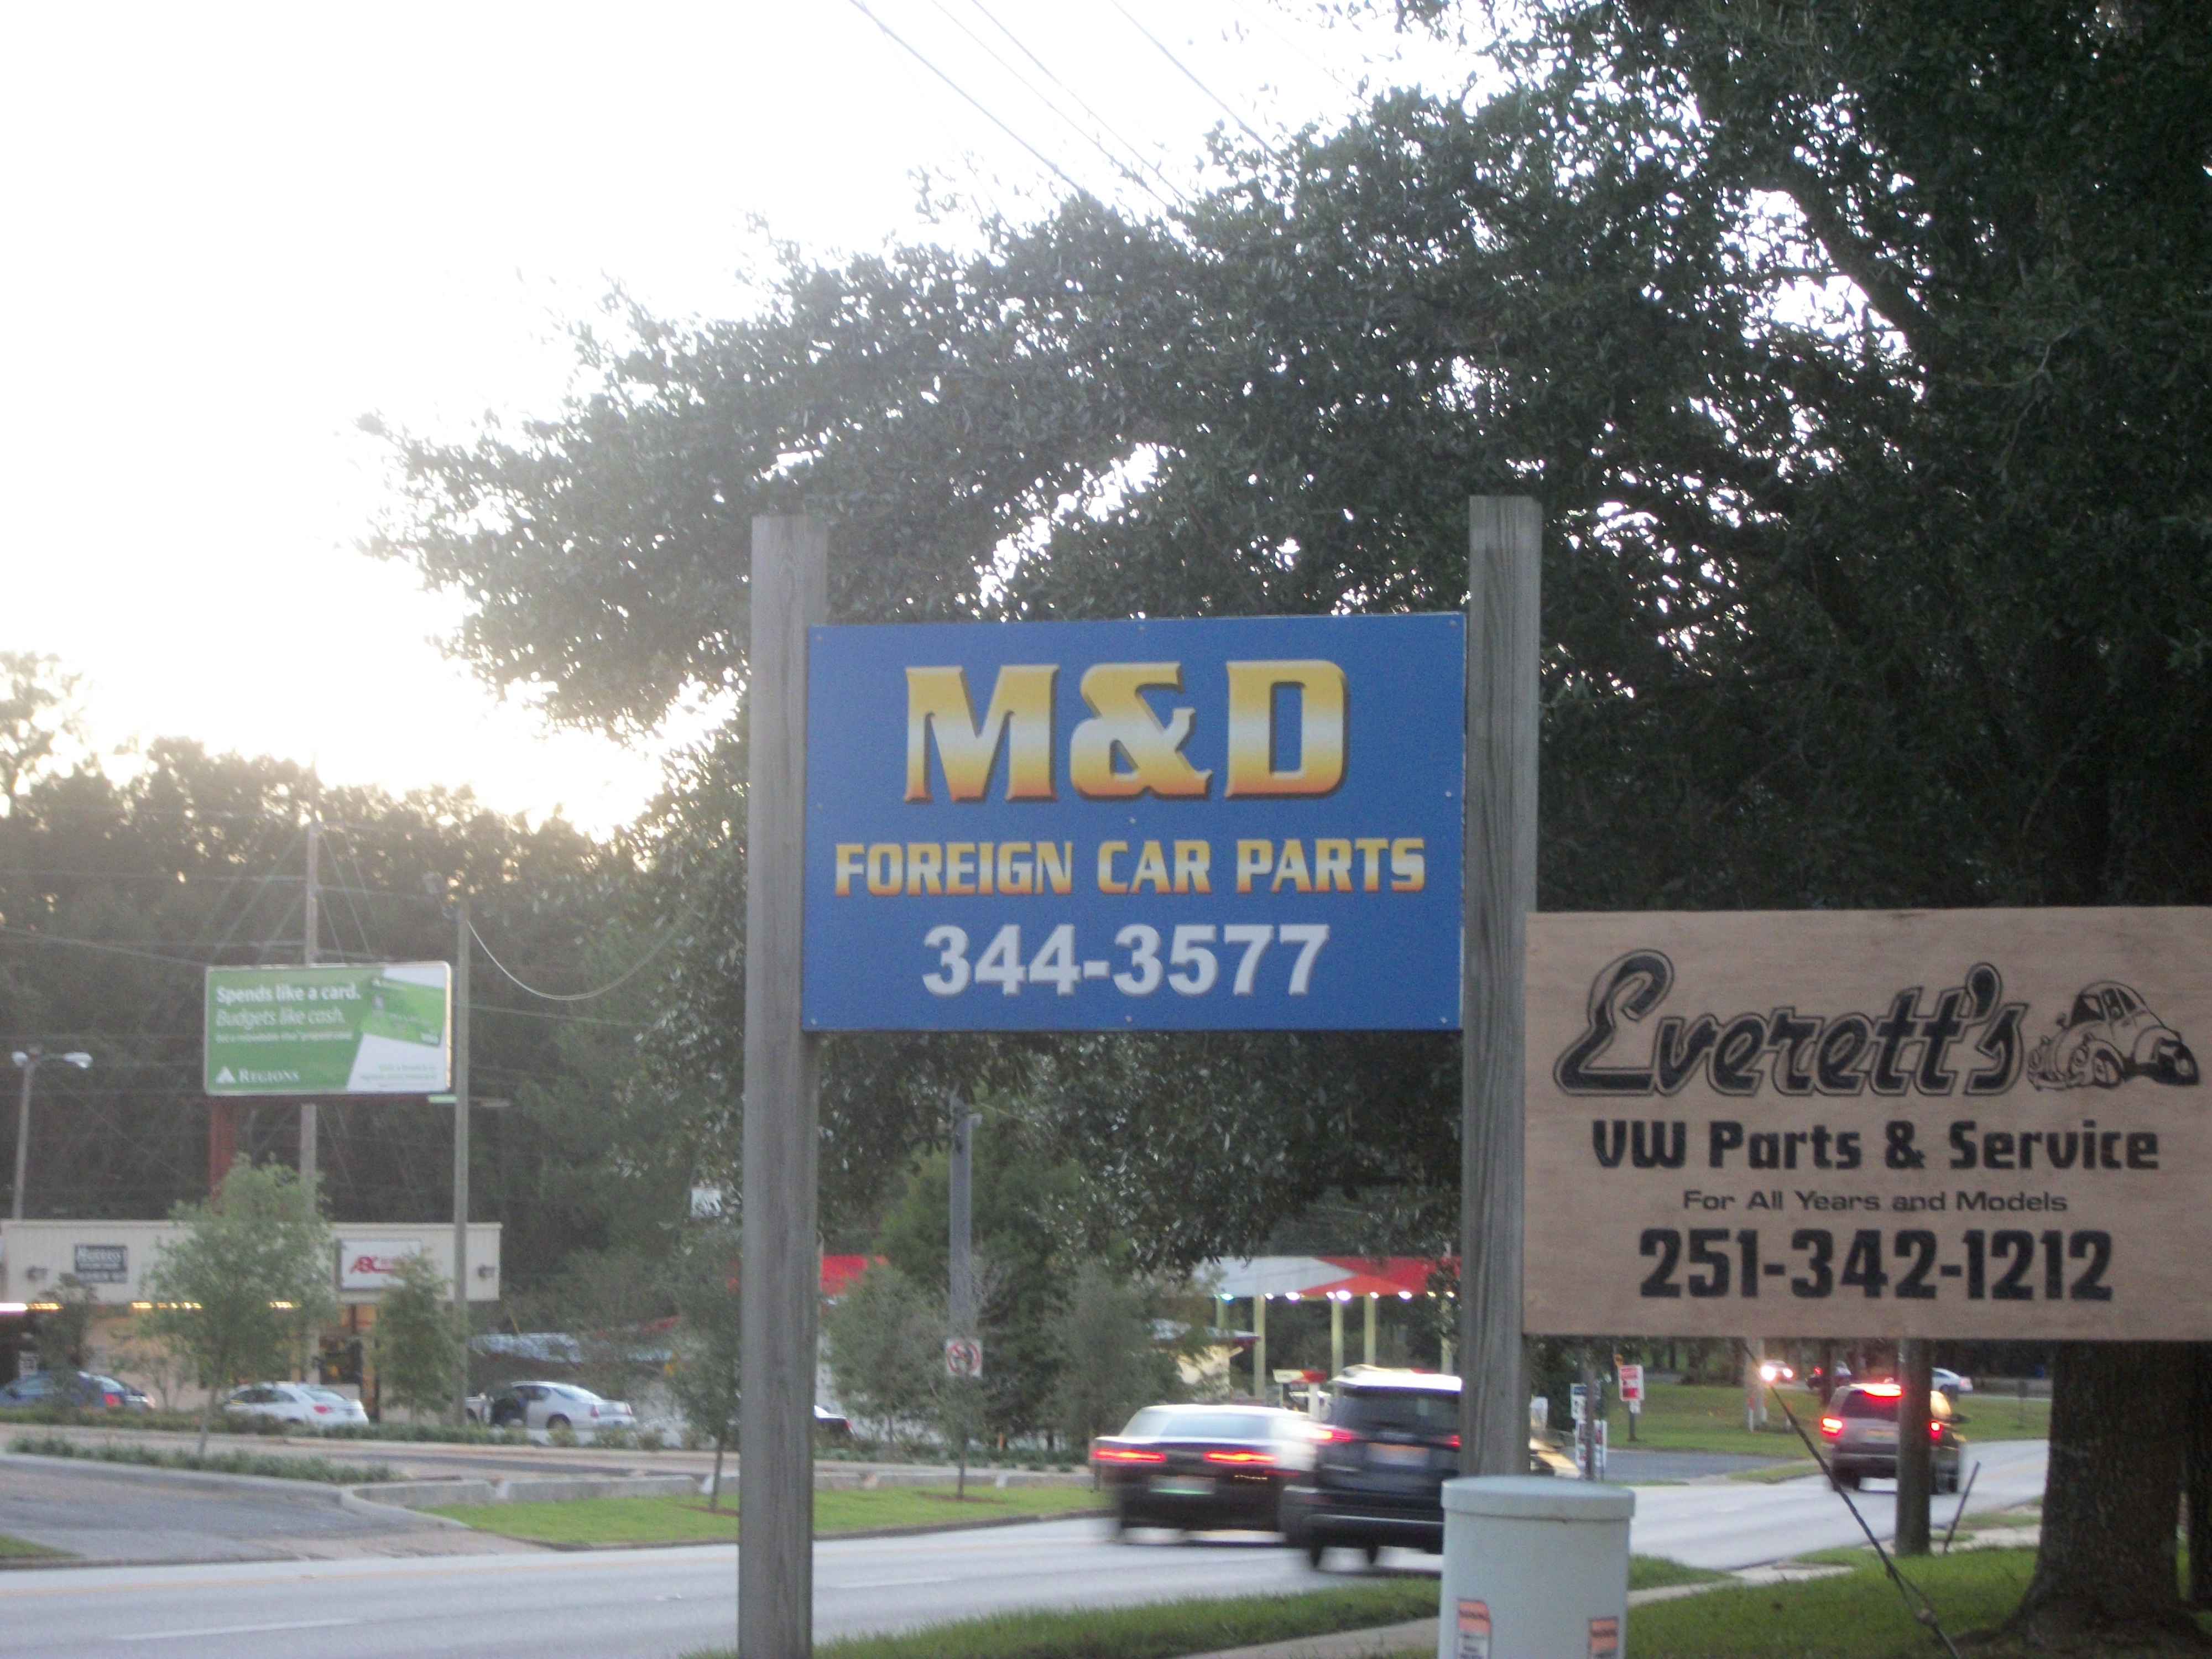 M&D
FOREIGN CAR PARTS
344-3577
Everett's
VW Parts & Service
For All Years and Models
251-342-1212
Spends like a card.
Budgets like cash.
REGIONS
ABC